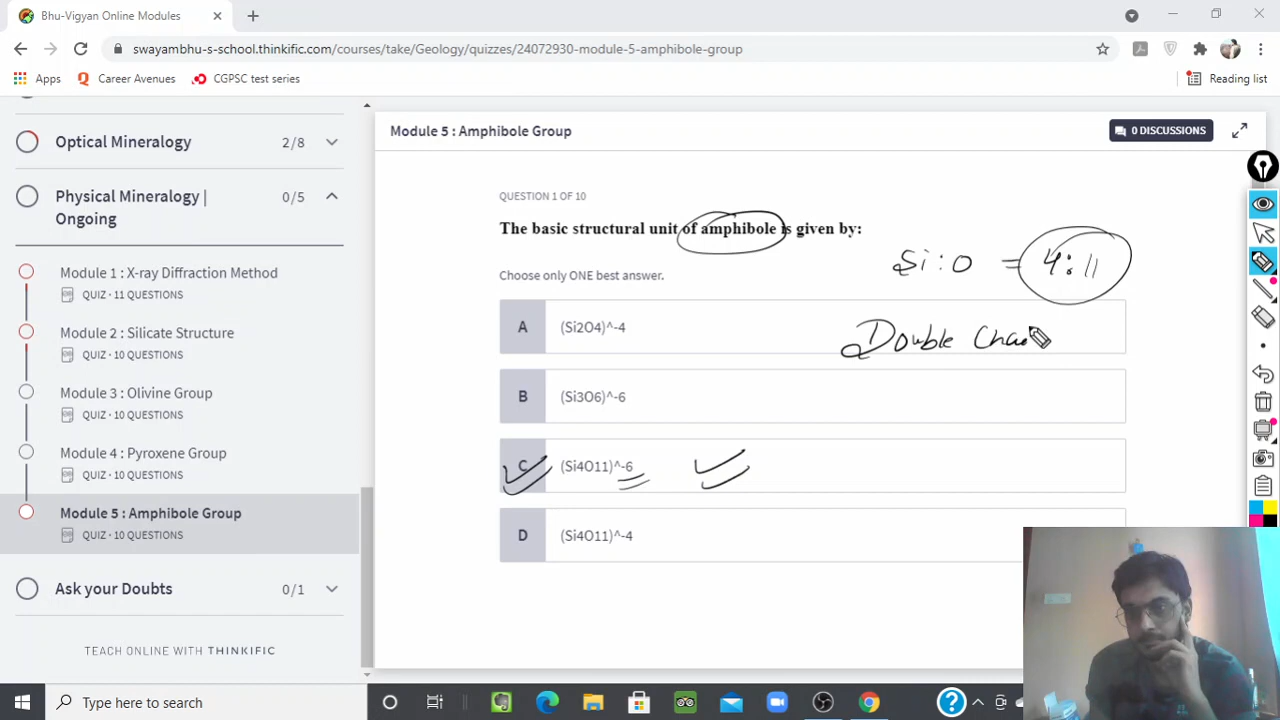 Bhu-Vigyan Online Modules
swayambhu-s-school.thinkific.com/courses/take/Geology/quizzes/24072930-module-5-amphibole-group
Apps Career Avenues CGPSC test series Reading list
Optical Mineralogy 2/8
Physical Mineralogy |
Ongoing 0/5
Module 1 : X-ray Diffraction Method
QUIZ · 11 QUESTIONS
Module 2 : Silicate Structure
QUIZ · 10 QUESTIONS
Module 3 : Olivine Group
QUIZ · 10 QUESTIONS
Module 4 : Pyroxene Group
QUIZ · 10 QUESTIONS
Module 5 : Amphibole Group
QUIZ · 10 QUESTIONS
Ask your Doubts 0/1
TEACH ONLINE WITH THINKIFIC
Module 5 : Amphibole Group
0 DISCUSSIONS
QUESTION 1 OF 10
The basic structural unit of amphibole is given by:
Si : O = 4 : 11
Choose only ONE best answer.
A (Si2O4)^-4
Double Chai
B (Si3O6)^-6
C (Si4O11)^-6
D (Si4O11)^-4
Type here to search